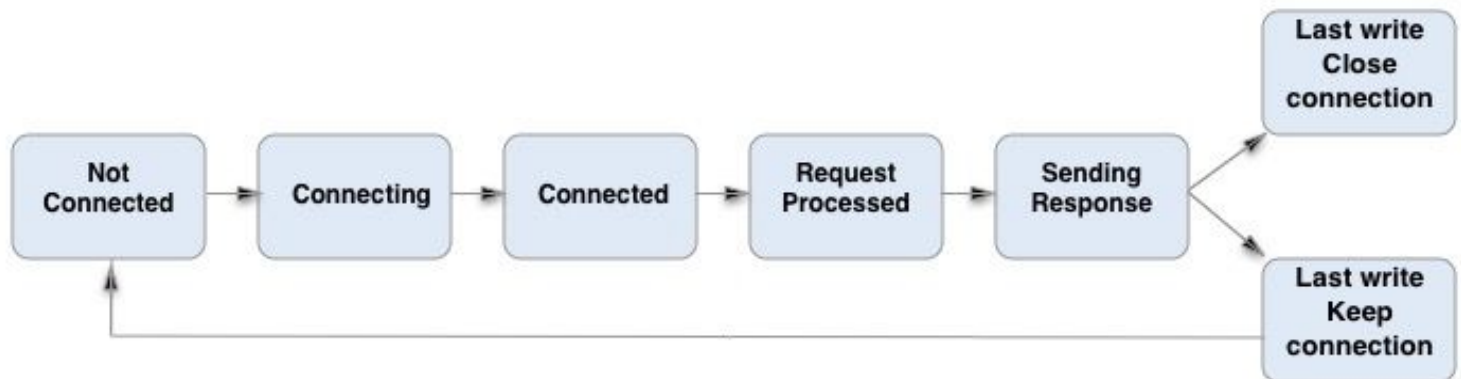 Last write
Close
connection
Not
Connected
Connecting
Connected
Request
Processed
Sending
Response
Last write
Keep
connection